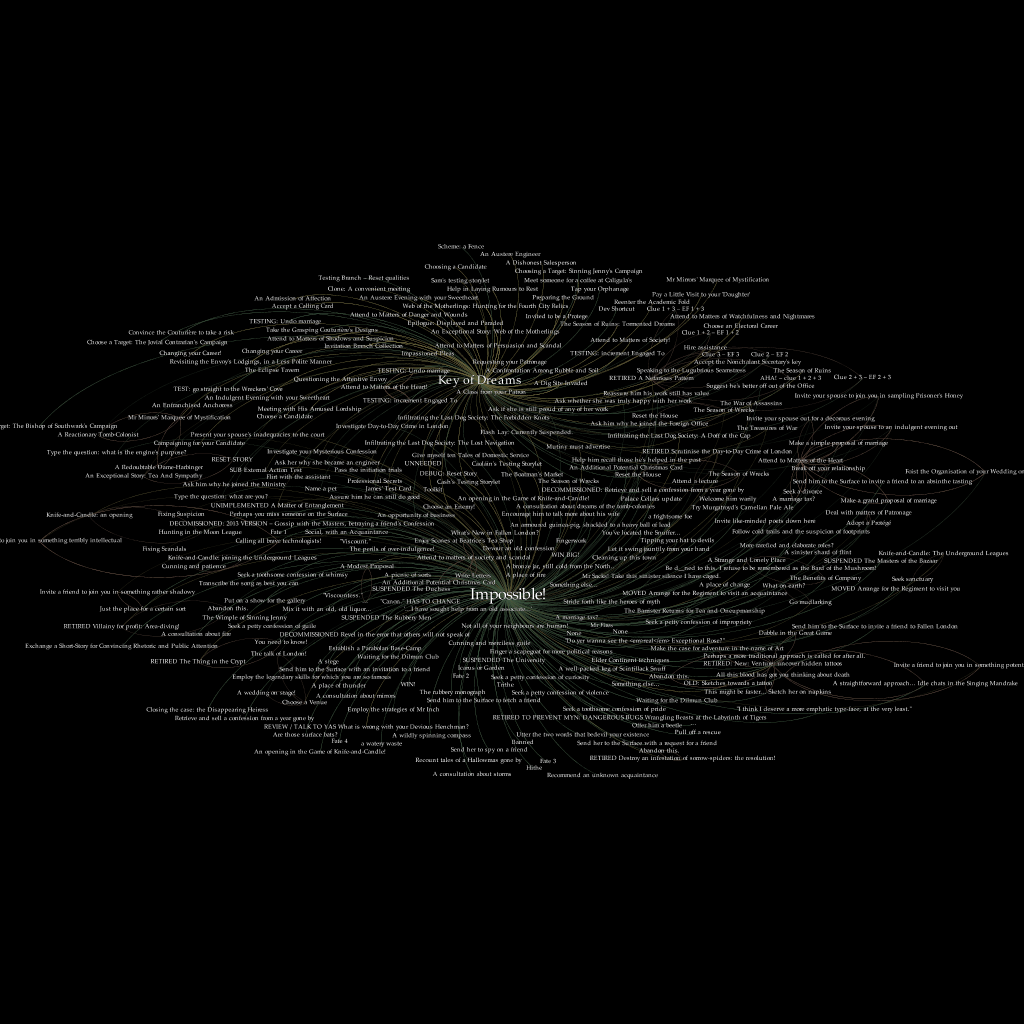 Scheme: a Fence
An Austere Engineer
A Dishonest Salesperson
Choosing a Candidate
Choosing a Target: Sinning Jenny's Campaign
Testing Branch – Reset qualities
Sam's testing storylet
Meet someone for a coffee at Caligula's
Mr Mirrors' Marquee of Mystification
Clone: A convenient meeting
Help in Laying Rumours to Rest
Tap your Orphanage
An Admission of Affection
An Austere Evening with your Sweetheart
Preparing the Ground
Pay a Little Visit to your 'Daughter'
Accept a Calling Card
Web of the Motherlings: Hunting for the Fourth City Relics
Reenter the Academic Fold
Dev Shortcut
Clue 1 + 3 – EF 1 + 3
Attend to Matters of Danger and Wounds
Invited to be a Protege
Attend to Matters of Watchfulness and Nightmares
TESTING: Undo marriage
Epilogue: Displayed and Paraded
The Season of Ruins: Tormented Dreams
Choose an Electoral Career
Convince the Couturier to take a risk
Take the Grasping Couturière's Designs
An Exceptional Story: Web of the Motherlings
Clue 1 + 2 – EF 1 + 2
Choose a Target: The Jovial Contrarian's Campaign
Attend to Matters of Shadows and Suspicion
Attend to Matters of Society!
Invitation Branch Collection
Attend to Matters of Persuasion and Scandal
Hire assistance
Changing your Career!
Changing your Career
Impassioned Pleas
TESTING: Increment Engaged To
Clue 3 – EF 3
Clue 2 – EF 2
Revisiting the Envoy's Lodgings, in a Less Polite Manner
Requesting your Patronage
Accept the Nonchalant Secretary's key
The Eclipse Tavern
TESTING: Undo marriage
A Confrontation Among Rubble and Soil
Speaking to the Lugubrious Seamstress
The Season of Ruins
Questioning the Attentive Envoy
Key of Dreams
RETIRED A Nefarious Pattern
AHA! – clue 1 + 2 + 3
Clue 2 + 3 – EF 2 + 3
TEST: go straight to the Wreckers' Cove
Attend to Matters of the Heart!
A Dig Site Invaded
Suggest he's better off out of the Office
An Indulgent Evening with your Sweetheart
Reassure him his work still has value
Invite your spouse to join you in sampling Prisoner's Honey
TESTING: Increment Engaged To
Ask whether she was truly happy with her work
The War of Assassins
An Enfranchised Anchoress
Meeting with His Amused Lordship
Ask if she is still proud of any of her work
The Season of Wrecks
Mr Mirrors' Marquee of Mystification
Choose a Candidate
Infiltrating the Last Dog Society: The Forbidden Knots
Reset the House
Invite your spouse out for a decorous evening
Investigate Day-to-Day Crime in London
Ask him why he joined the Foreign Office
The Treasures of War
Invite your spouse to an indulgent evening out
A Reactionary Tomb-Colonist
Present your spouse's inadequacies to the court
Flash Lay: Currently Suspended
Infiltrating the Last Dog Society: A Doff of the Cap
Campaigning for your Candidate
Infiltrating the Last Dog Society: The Lost Navigation
Mutiny must advertise
Make a simple proposal of marriage
Type the question: what is the engine's purpose?
Investigate your Mysterious Confession
RETIRED Scrutinise the Day-to-Day Crime of London
RESET STORY
Give myself ten Tales of Domestic Service
Help him recall those he's helped in the past
Attend to Matters of the Heart
A Redoubtable Dame-Harbinger
Ask her why she became an engineer
UNNEEDED
Coulain's Testing Storylet
An Additional Potential Christmas Card
Break off your relationship
An Exceptional Story: Tea And Sympathy
SUB External Action Test
Pass the invitation trials
DEBUG: Reset Story
The Boatman's Market
Reset the House
The Season of Wrecks
Flirt with the assistant
Professional Secrets
Cash's Testing Storylet
The Season of Wrecks
Attend a lecture
Send him to the Surface to invite a friend to an absinthe tasting
Ask him why he joined the Ministry
Name a pet
James' Test Card
Toolkit
DECOMMISSIONED: Retrieve and sell a confession from a year gone by
Seek a divorce
Type the question: what are you?
Assure him he can still do good
An opening in the Game of Knife-and-Candle!
Palace Cellars update
Welcome him warily
A marriage tax?
Make a grand proposal of marriage
UNIMPLEMENTED A Matter of Entanglement
Choose an Enemy!
A consultation about dreams of the tomb-colonies
Try Murgatroyd's Camelian Pale Ale
Knife-and-Candle: an opening
Fixing Suspicion
Perhaps you miss someone on the Surface
An opportunity of business
Encourage him to talk more about his wife
a frightsome foe
Deal with matters of Patronage
DECOMMISSIONED: 2013 VERSION – Gossip with the Masters, betraying a friend's Confession
An armoured guinea-pig, shackled to a heavy ball of lead
Invite like-minded poets down here
Adopt a Protégé
Hunting in the Moon League
Fate 1
Social, with an Acquaintance
What's New in Fallen London?
You've located the Snuffer...
Follow cold trails and the suspicion of footprints
Calling all brave technologists!
"Viscount."
Enjoy Scones at Beatrice's Tea Shop
Fingerwork
Tipping your hat to devils
More rarefied and elaborate roles?
Fixing Scandals
The perils of over-indulgence!
Devour an old confession
WIN BIG!
Let it swing jauntily from your hand
A sinister shard of flint
Knife-and-Candle: The Underground Leagues
Knife-and-Candle: joining the Underground Leagues
Attend to matters of society and scandal
Cleaning up this town
A Strange and Lonely Place
SUSPENDED The Masters of the Bazaar
Cunning and patience
A Modest Proposal
A bronze jar, still cold from the North...
Be d__ned to this, I refuse to be remembered as the Bard of the Mushroom!
Seek a toothsome confession of whimsy
A picnic of sorts
Write Letters
A place of fire
Mr Sacks: Take this sinister silence I have caged.
The Benefits of Company
Seek sanctuary
Transcribe the song as best you can
An Additional Potential Christmas Card
Something else...
A place of change
What on earth?
MOVED Arrange for the Regiment to visit you
Invite a friend to join you in something rather shadowy
SUSPENDED The Duchess
MOVED Arrange for the Regiment to visit an acquaintance
"Viscountess."
Impossible!
Put on a show for the gallery
"Canon." HAS TO CHANGE
Stride forth like the heroes of myth
Go mudlarking
Just the place for a certain sort
Abandon this.
Mix it with an old, old liquor...
I have sought help from an old associate...
The Banister Returns for Tea and Oneupmanship
The Wimple of Sinning Jenny
SUSPENDED The Rubbery Men
A marriage tax?
Seek a petty confession of impropriety
RETIRED Villainy for profit: Area-diving!
Seek a petty confession of guile
Not all of your neighbours are human!
Mr Fires
Send him to the Surface to invite a friend to Fallen London
A consultation about fate
DECOMMISSIONED Revel in the error that others will not speak of
None
None
Dabble in the Great Game
Exchange a Short-Story for Convincing Rhetoric and Public Attention
You need to know!
Establish a Parabolan Base-Camp
Cunning and merciless guile
"Do yer wanna see the <unreal>siren> Exceptional Rose?"
Finger a scapegoat for more political reasons
Make the case for adventure in the name of Art
The talk of London!
Waiting for the Dilmun Club
SUSPENDED The University
Elder Continent techniques
Perhaps a more traditional approach is called for after all..
RETIRED The Thing in the Crypt
A siege
Icarus or Garden
RETIRED: New: Venture: uncover hidden tattoos
Send him to the Surface with an invitation to a friend
A well-packed keg of Scintillack Snuff
Employ the legendary skills for which you are so famous
Fate 2
Seek a petty confession of curiosity
Abandon this...
All this blood has got you thinking about death
A place of thunder
WIN!
Trifthe
Something else...
OLD: Sketches towards a tattoo
A straightforward approach... Idle chats in the Singing Mandrake
A wedding on stage!
A consultation about mimes
The rubbery monograph
Seek a petty confession of violence
This might be faster... Sketch her on napkins
Choose a Venue
Send him to the Surface to fetch a friend
Waiting for the Dilmun Club
Closing the case: the Disappearing Heiress
Employ the strategies of Mr Inch
Seek a toothsome confession of pride
"I think I deserve a more emphatic type-face, at the very least."
Retrieve and sell a confession from a year gone by
RETIRED TO PREVENT MYN: DANGEROUS BUGS Wrangling Beasts at the Labyrinth of Tigers
REVIEW / TALK TO YAS What is wrong with your Devious Henchman?
Offer him a beetle
Are those surface bats?
A wildly spinning compass
Utter the two words that bedevil your existence
Pull off a rescue
Fate 4
a watery waste
Banned
Send her to the Surface with a request for a friend
An opening in the Game of Knife-and-Candle!
Send her to spy on a friend
Abandon this.
Recount tales of a Hallowmas gone by
Fate 3
RETIRED Destroy an infestation of sorrow-spiders: the resolution!
Hithe
A consultation about storms
Recommend an unknown acquaintance